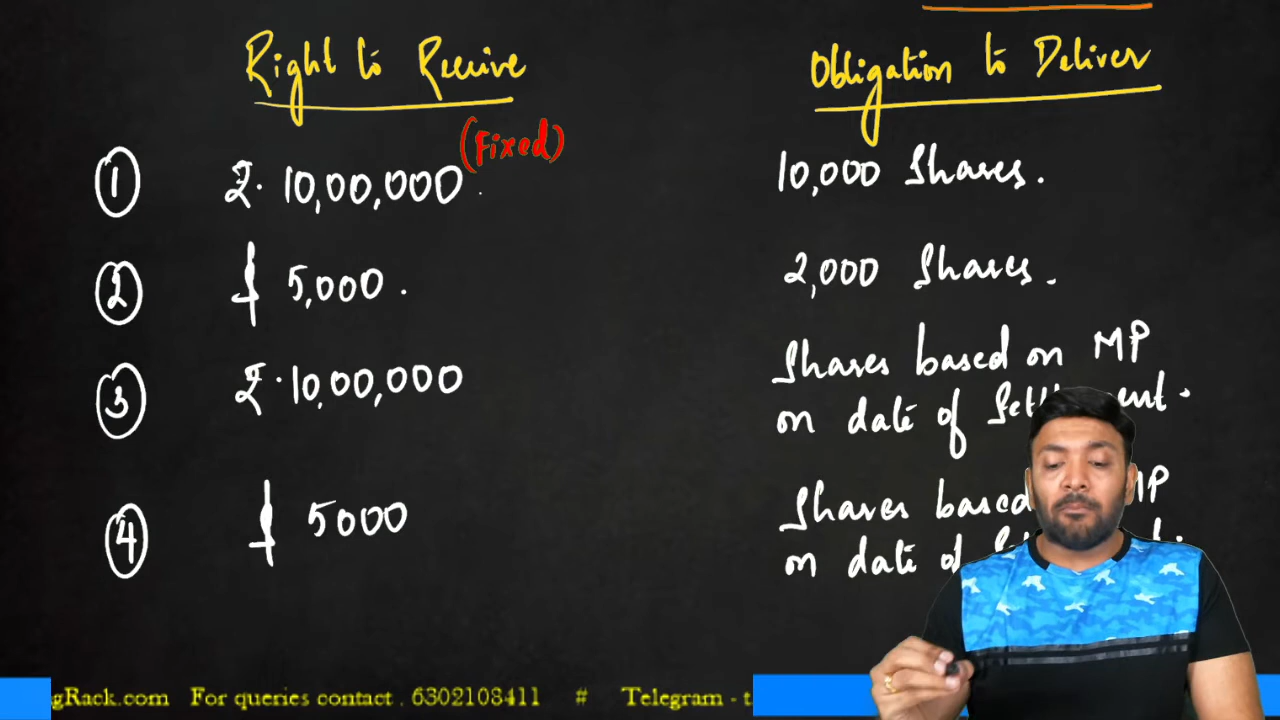 Right to Receive
Obligation to Deliver
(Fixed)
① ₹. 10,00,000. 10,000 Shares.
② $ 5,000. 2,000 Shares.
③ ₹. 10,00,000 Shares based on MP
on date of
④ $ 5000 Shares based MP
on date of
gRack.com For queries contact . 6302108411 # Telegram - t.